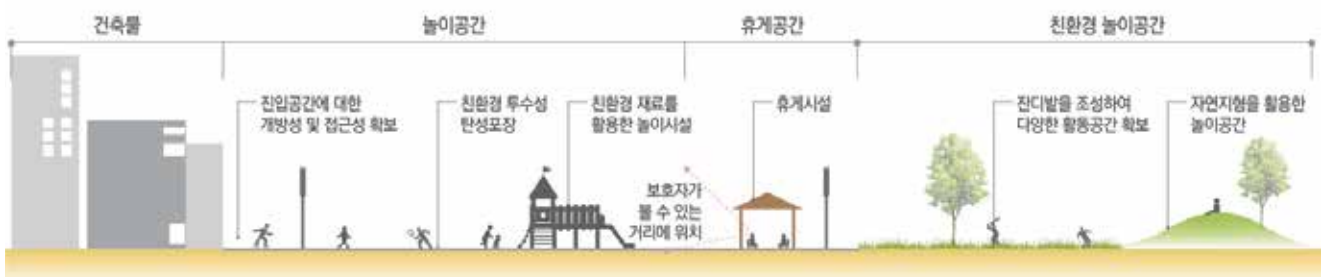 건축물
놀이공간
휴게공간
친환경 놀이공간
진입공간에 대한
개방성 및 접근성 확보
친환경 투수성
탄성포장
친환경 재료를
활용한 놀이시설
휴게시설
잔디밭을 조성하여
다양한 활동공간 확보
자연지형을 활용한
놀이공간
보호자가
볼 수 있는
거리에 위치